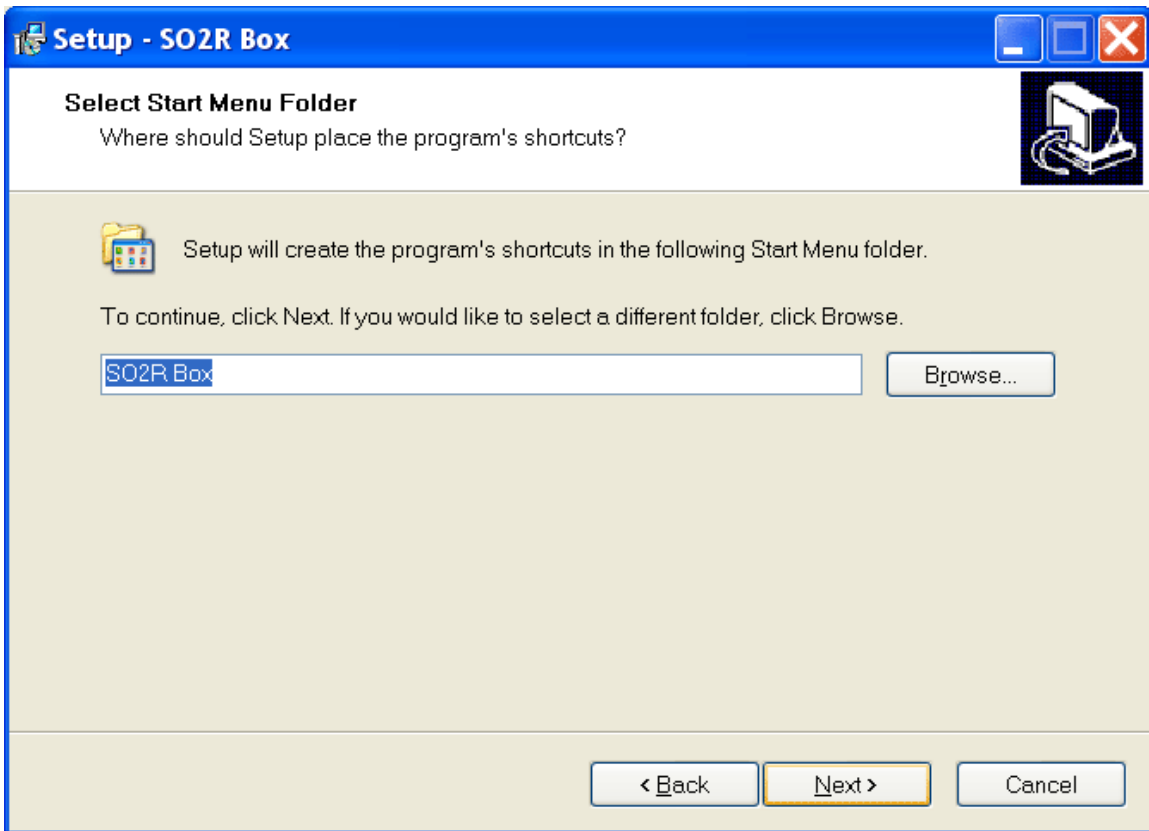 Setup - SO2R Box
Select Start Menu Folder
Where should Setup place the program's shortcuts?
Setup will create the program's shortcuts in the following Start Menu folder.
To continue, click Next. If you would like to select a different folder, click Browse.
SO2R Box
Browse...
< Back
Next >
Cancel